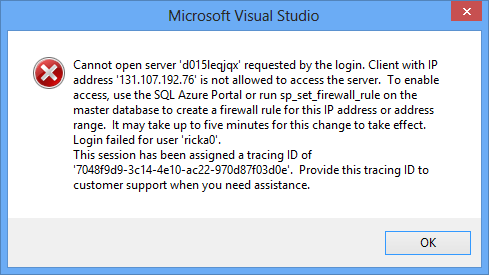 Microsoft Visual Studio
Cannot open server 'd015leqjqx' requested by the login. Client with IP
address '131.107.192.76' is not allowed to access the server.  To enable
access, use the SQL Azure Portal or run sp_set_firewall_rule on the
master database to create a firewall rule for this IP address or address
range.  It may take up to five minutes for this change to take effect.
Login failed for user 'ricka0'.
This session has been assigned a tracing ID of
'7048f9d9-3c14-4e10-ac22-970d87f03d0e'.  Provide this tracing ID to
customer support when you need assistance.
OK